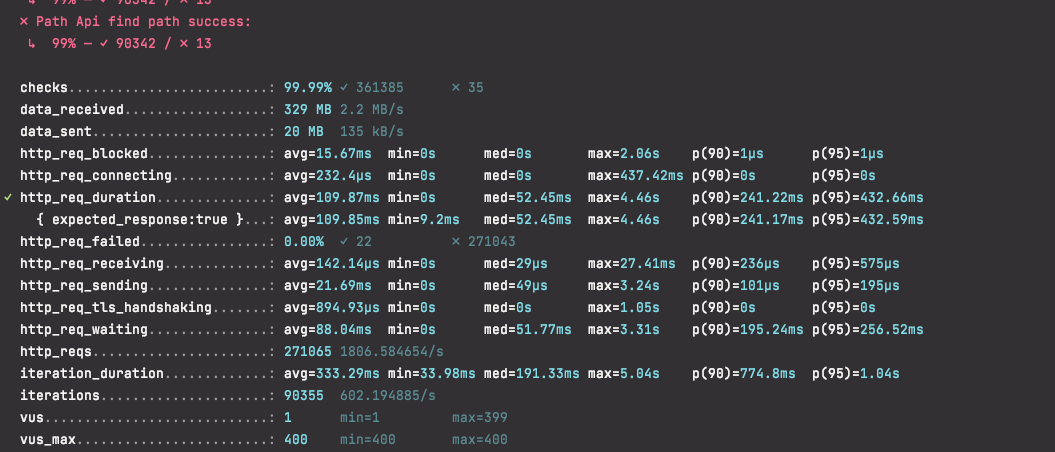 ↳ 99% — ✓ 90342 / ✗ 13
✗ Path Api find path success:
↳ 99% — ✓ 90342 / ✗ 13
checks.........................: 99.99% ✓ 361385 ✗ 35
data_received..................: 329 MB 2.2 MB/s
data_sent......................: 20 MB 135 kB/s
http_req_blocked...............: avg=15.67ms min=0s med=0s max=2.06s p(90)=1µs p(95)=1µs
http_req_connecting............: avg=232.4µs min=0s med=0s max=437.42ms p(90)=0s p(95)=0s
✓ http_req_duration..............: avg=109.87ms min=0s med=52.45ms max=4.46s p(90)=241.22ms p(95)=432.66ms
{ expected_response:true }...: avg=109.85ms min=9.2ms med=52.45ms max=4.46s p(90)=241.17ms p(95)=432.59ms
http_req_failed................: 0.00% ✓ 22 ✗ 271043
http_req_receiving.............: avg=142.14µs min=0s med=29µs max=27.41ms p(90)=236µs p(95)=575µs
http_req_sending...............: avg=21.69ms min=0s med=49µs max=3.24s p(90)=101µs p(95)=195µs
http_req_tls_handshaking.......: avg=894.93µs min=0s med=0s max=1.05s p(90)=0s p(95)=0s
http_req_waiting...............: avg=88.04ms min=0s med=51.77ms max=3.31s p(90)=195.24ms p(95)=256.52ms
http_reqs......................: 271065 1806.584654/s
iteration_duration.............: avg=333.29ms min=33.98ms med=191.33ms max=5.04s p(90)=774.8ms p(95)=1.04s
iterations.....................: 90355 602.194885/s
vus............................: 1 min=1 max=399
vus_max........................: 400 min=400 max=400